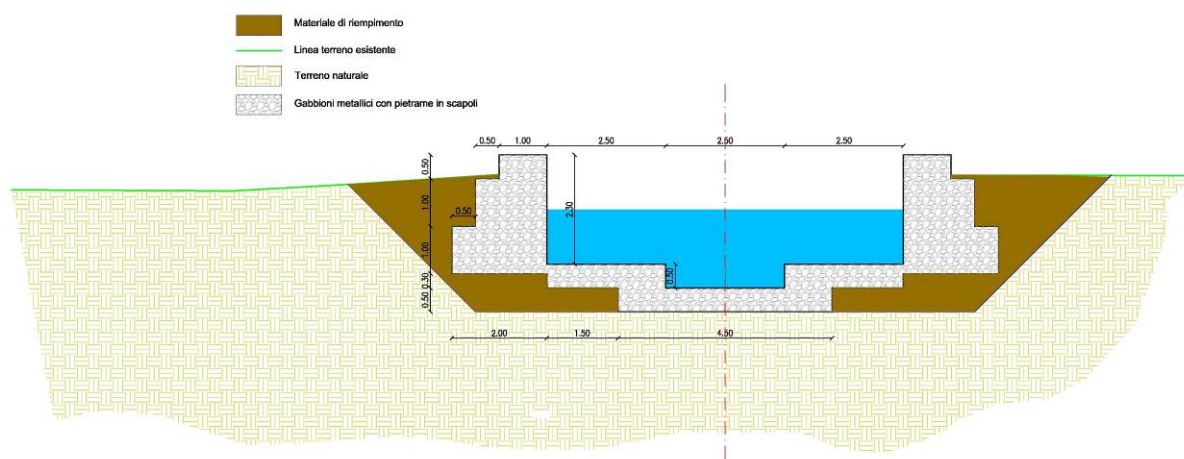 Materiale di riempimento
Linea terreno esistente
Terreno naturale
Gabbioni metallici con pietrame in scapoli
0.50 1.00 2.50 2.50 2.50
0.50
1.00
0.50
1.00
0.30
0.50
2.30
0.50
2.00 1.50 4.50